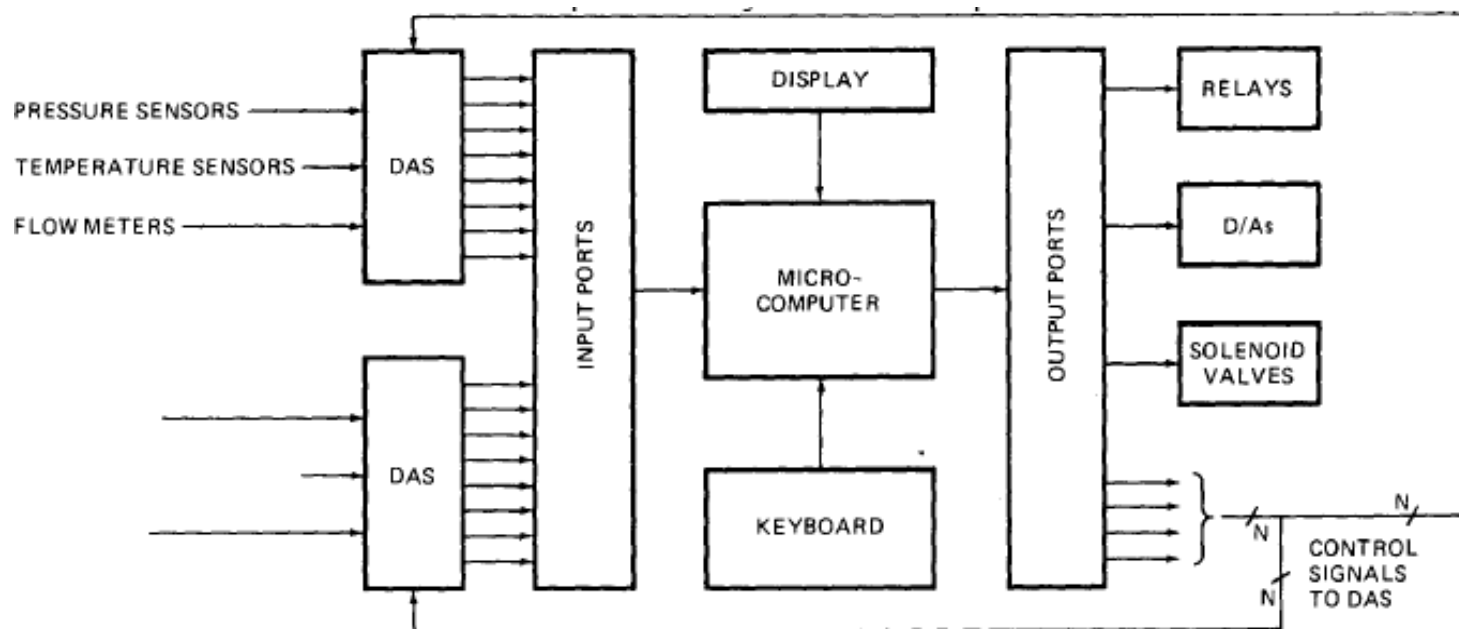 PRESSURE SENSORS
TEMPERATURE SENSORS
FLOW METERS
DAS
DAS
INPUT PORTS
DISPLAY
MICRO-
COMPUTER
KEYBOARD
OUTPUT PORTS
RELAYS
D/As
SOLENOID
VALVES
N
N
N
CONTROL
SIGNALS
TO DAS